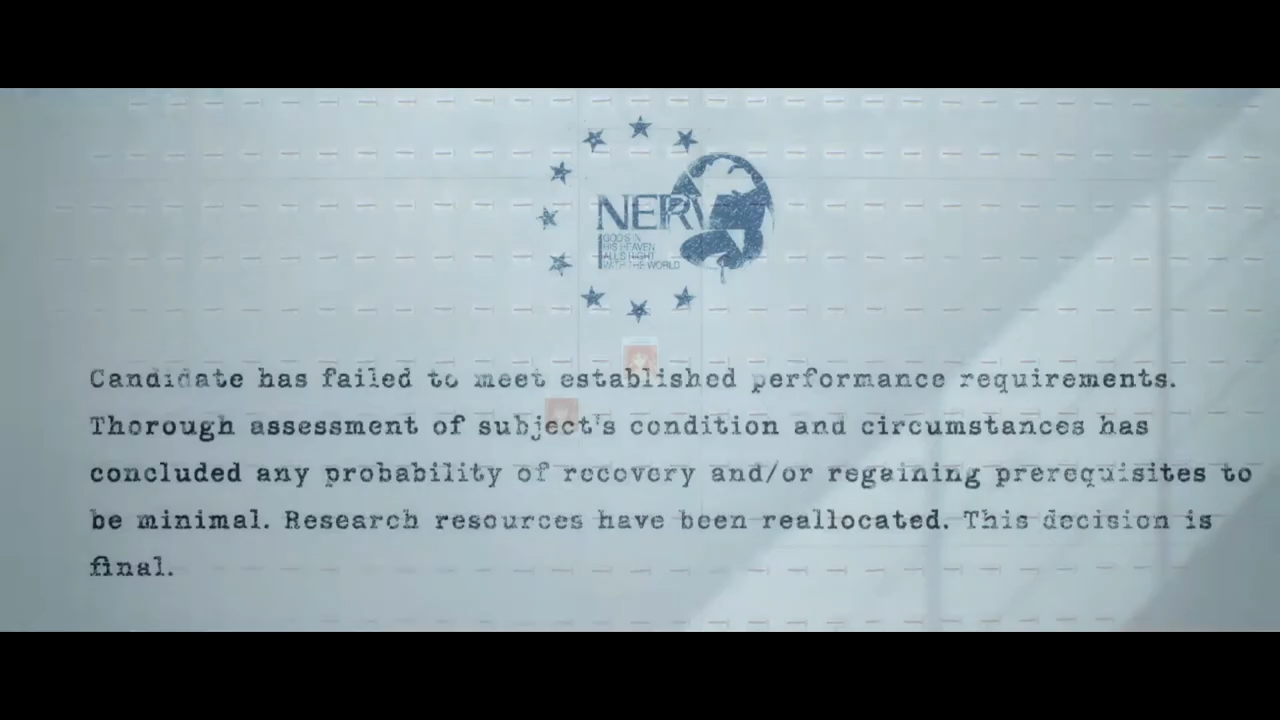 NERV
GOD'S IN
HIS HEAVEN
ALL'S RIGHT
WITH THE WORLD
Candidate has failed to meet established performance requirements.
Thorough assessment of subject's condition and circumstances has
concluded any probability of recovery and/or regaining prerequisites to
be minimal. Research resources have been reallocated. This decision is
final.